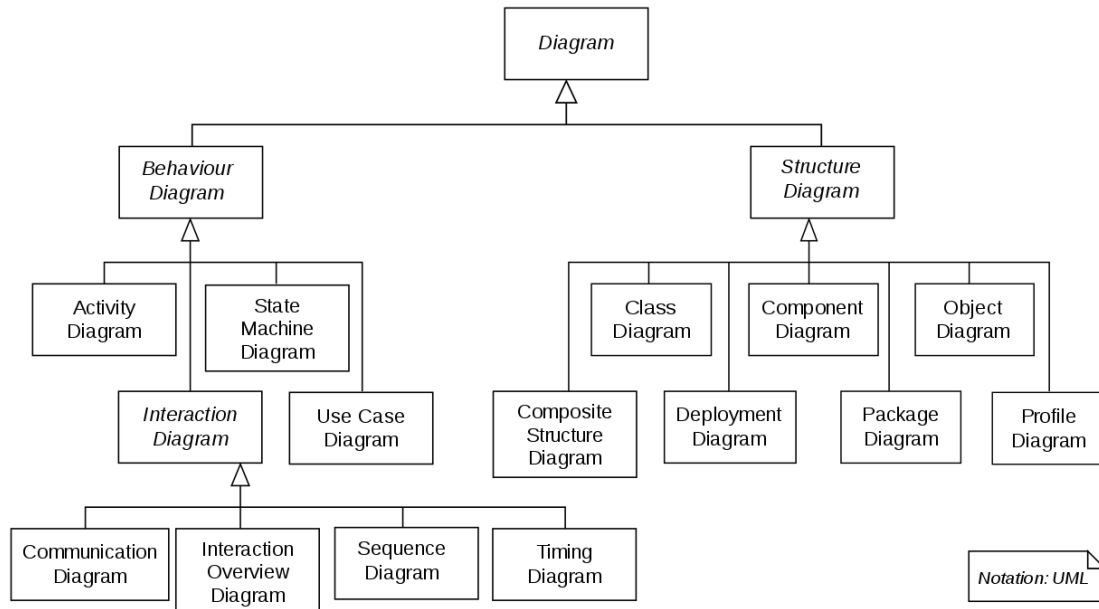 Diagram
Behaviour
Diagram
Structure
Diagram
Activity
Diagram
State
Machine
Diagram
Class
Diagram
Component
Diagram
Object
Diagram
Interaction
Diagram
Use Case
Diagram
Composite
Structure
Diagram
Deployment
Diagram
Package
Diagram
Profile
Diagram
Communication
Diagram
Interaction
Overview
Diagram
Sequence
Diagram
Timing
Diagram
Notation: UML